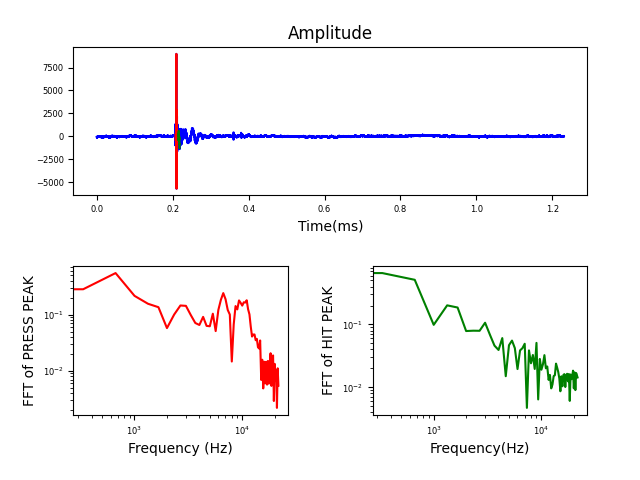 Amplitude
7500
5000
2500
0
−2500
−5000
0.0 0.2 0.4 0.6 0.8 1.0 1.2
Time(ms)
FFT of PRESS PEAK
10⁻¹
10⁻²
10³ 10⁴
Frequency (Hz)
FFT of HIT PEAK
10⁻¹
10⁻²
10³ 10⁴
Frequency(Hz)